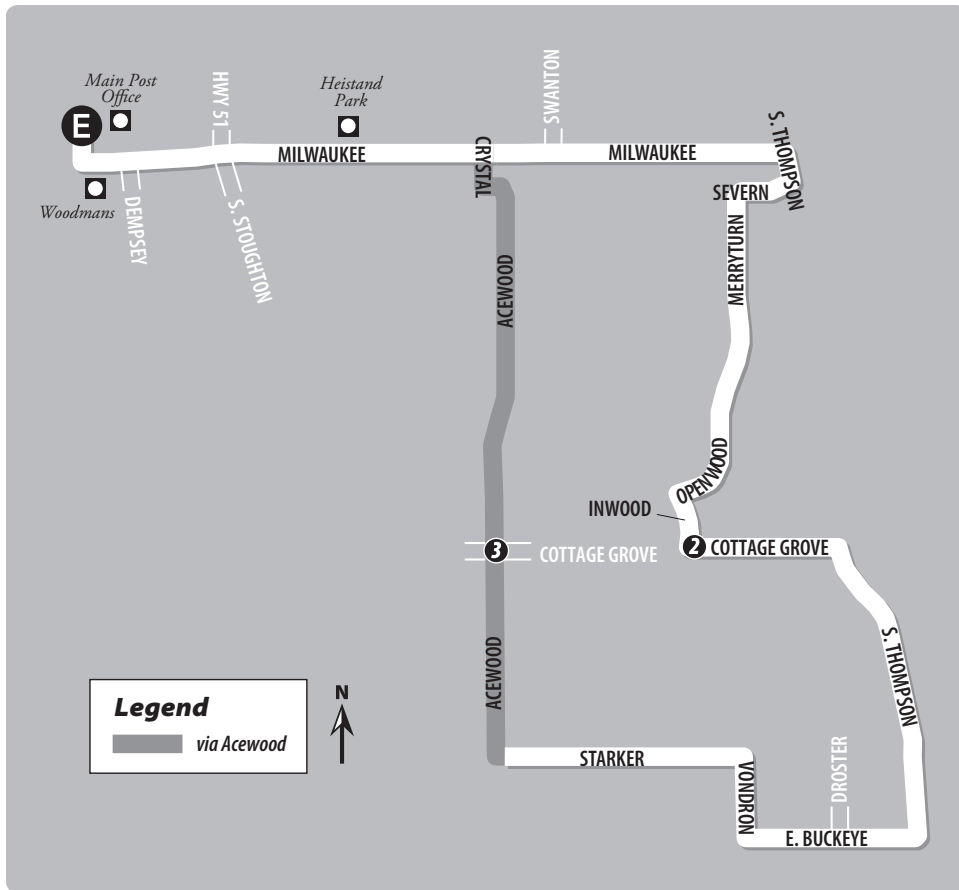 Main Post
Office
E
HWY 51
Heistand
Park
SWANTON
S. THOMPSON
CRYSTAL
MILWAUKEE
MILWAUKEE
SEVERN
Woodmans
DEMPSEY
S. STOUGHTON
MERRYTURN
ACEWOOD
OPENWOOD
INWOOD
3
COTTAGE GROVE
2
COTTAGE GROVE
S. THOMPSON
ACEWOOD
Legend
via Acewood
N
STARKER
VONDRON
DROSTER
E. BUCKEYE